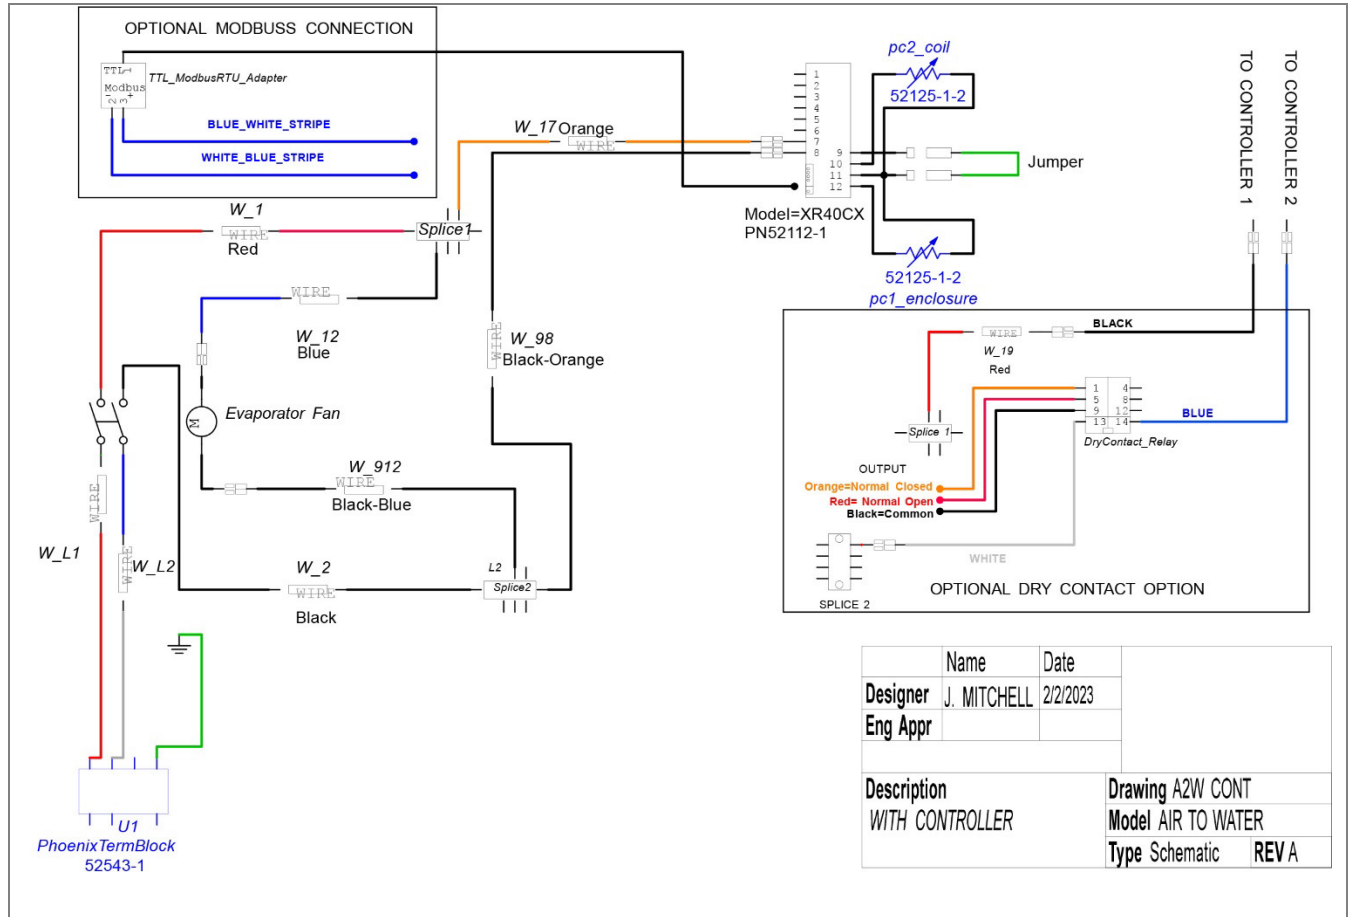 OPTIONAL MODBUSS CONNECTION
TTL 1
TTL_ModbusRTU_Adapter
Modbus
2 -
3 +
BLUE_WHITE_STRIPE
WHITE_BLUE_STRIPE
W_17 Orange
WIRE
pc2_coil
52125-1-2
1
2
3
4
5
6
7
8
9
10
11
12
Jumper
Model=XR40CX
PN52112-1
52125-1-2
pc1_enclosure
TO CONTROLLER 1
TO CONTROLLER 2
W_1
WIRE
Red
Splice1
WIRE
W_12
Blue
WIRE
W_98
Black-Orange
Evaporator Fan
M
W_912
WIRE
Black-Blue
WIRE
W_L1
WIRE
W_L2
W_2
WIRE
Black
L2
Splice2
U1
PhoenixTermBlock
52543-1
BLACK
WIRE
W_19
Red
1 4
5 8
9 12
13 14
BLUE
DryContact_Relay
Splice 1
OUTPUT
Orange=Normal Closed
Red= Normal Open
Black=Common
WHITE
SPLICE 2
OPTIONAL DRY CONTACT OPTION
Name Date
Designer J. MITCHELL 2/2/2023
Eng Appr
Description
WITH CONTROLLER
Drawing A2W CONT
Model AIR TO WATER
Type Schematic REV A